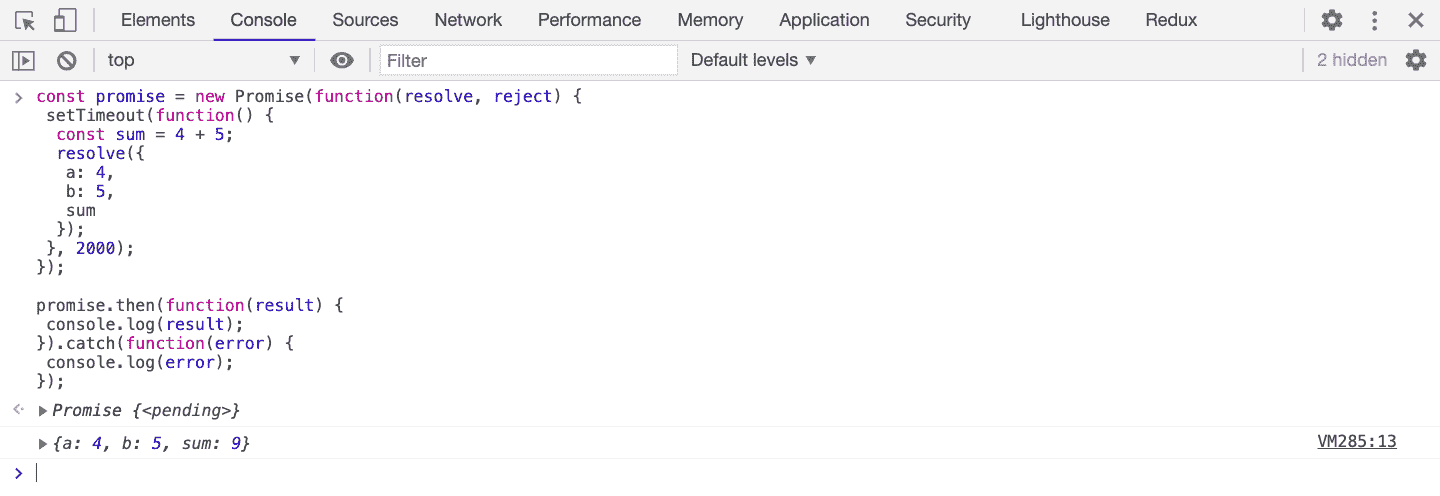 Elements Console Sources Network Performance Memory Application Security Lighthouse Redux
top Filter Default levels 2 hidden
const promise = new Promise(function(resolve, reject) {
 setTimeout(function() {
  const sum = 4 + 5;
  resolve({
   a: 4,
   b: 5,
   sum
  });
 }, 2000);
});

promise.then(function(result) {
 console.log(result);
}).catch(function(error) {
 console.log(error);
});
Promise {<pending>}
{a: 4, b: 5, sum: 9} VM285:13